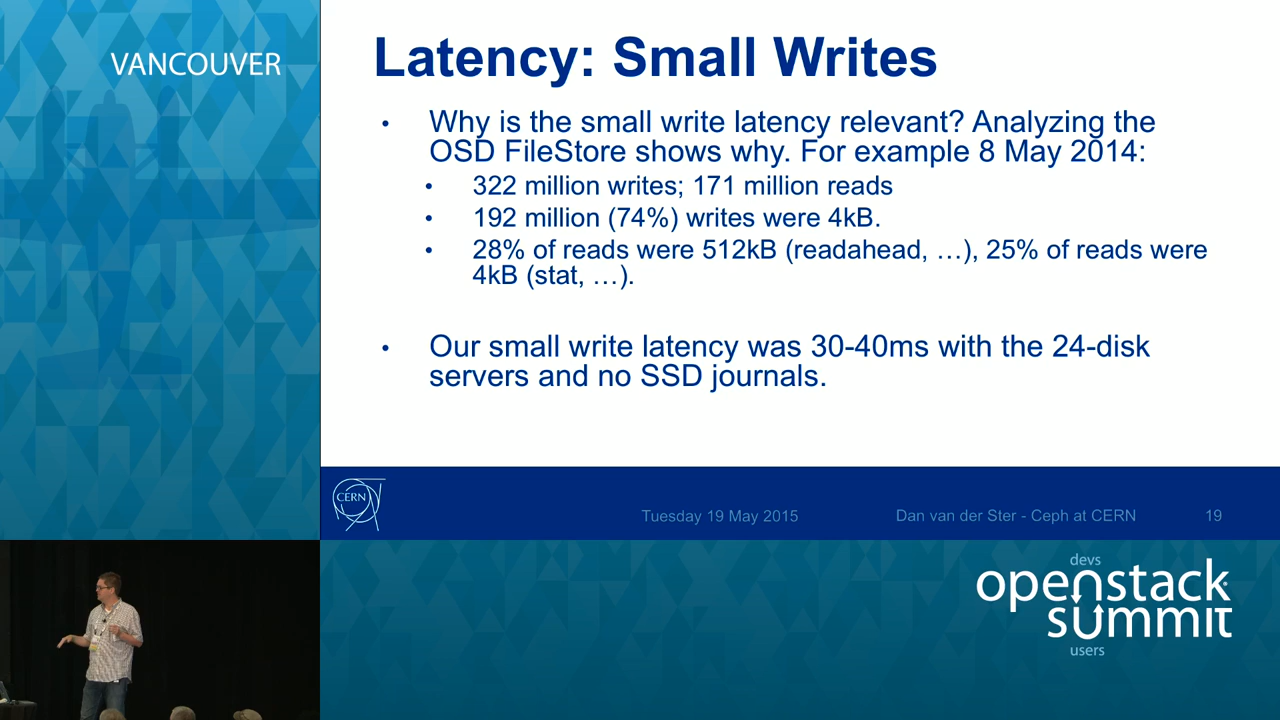 VANCOUVER
Latency: Small Writes
• Why is the small write latency relevant? Analyzing the
OSD FileStore shows why. For example 8 May 2014:
• 322 million writes; 171 million reads
• 192 million (74%) writes were 4kB.
• 28% of reads were 512kB (readahead, …), 25% of reads were
4kB (stat, …).
• Our small write latency was 30-40ms with the 24-disk
servers and no SSD journals.
CERN
Tuesday 19 May 2015
Dan van der Ster - Ceph at CERN
19
devs
openstack
summit
users